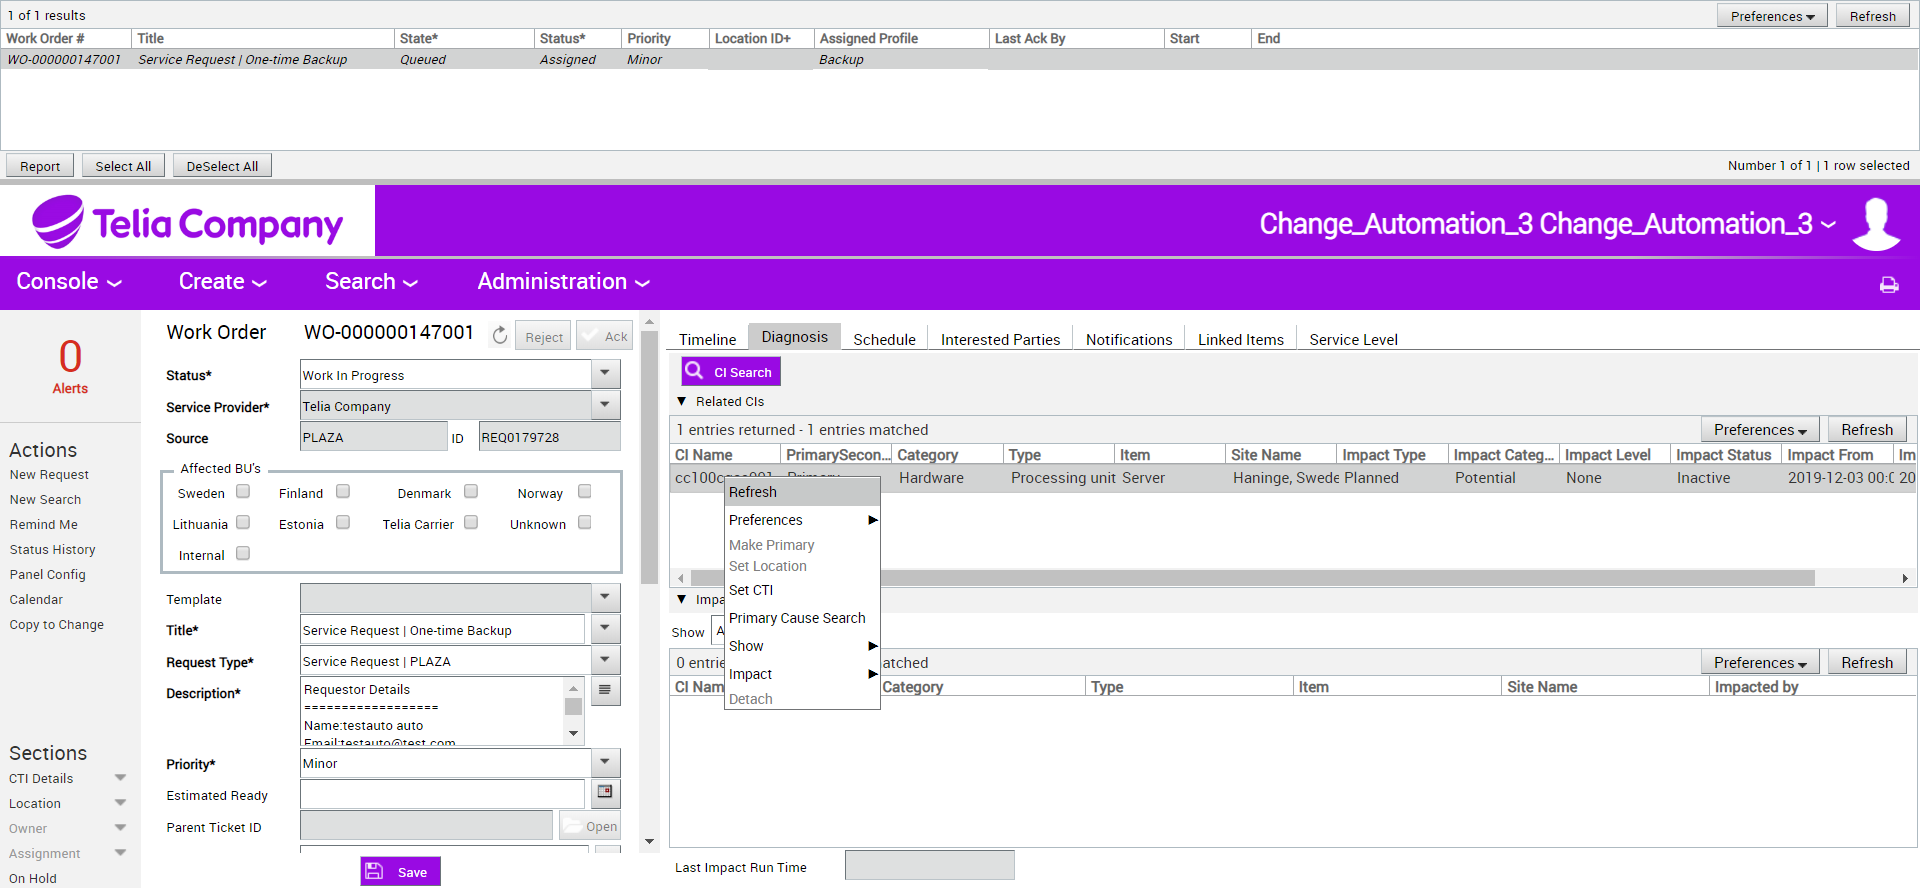 1 of 1 results
Preferences
Refresh
Work Order # Title State* Status* Priority Location ID+ Assigned Profile Last Ack By Start End
WO-000000147001 Service Request | One-time Backup Queued Assigned Minor Backup
Report Select All DeSelect All
Number 1 of 1 | 1 row selected
Telia Company
Change_Automation_3 Change_Automation_3
Console Create Search Administration
0
Alerts
Actions
New Request
New Search
Remind Me
Status History
Panel Config
Calendar
Copy to Change
Sections
CTI Details
Location
Owner
Assignment
On Hold
Work Order WO-000000147001 Reject Ack
Status* Work In Progress
Service Provider* Telia Company
Source PLAZA ID REQ0179728
Affected BU's
Sweden Finland Denmark Norway
Lithuania Estonia Telia Carrier Unknown
Internal
Template
Title* Service Request | One-time Backup
Request Type* Service Request | PLAZA
Description* Requestor Details
==================
Name:testauto auto
Email:testauto@test.com
Priority* Minor
Estimated Ready
Parent Ticket ID Open
Save
Timeline Diagnosis Schedule Interested Parties Notifications Linked Items Service Level
CI Search
Related CIs
1 entries returned - 1 entries matched Preferences Refresh
CI Name PrimarySecon... Category Type Item Site Name Impact Type Impact Categ... Impact Level Impact Status Impact From Im
Hardware Processing unit Server Haninge, Swede Planned Potential None Inactive 2019-12-03 00:0 20
Refresh
Preferences
Make Primary
Set Location
Set CTI
Primary Cause Search
Show
Impact
Detach
Show
0 Preferences Refresh
CI Category Type Item Site Name Impacted by
Last Impact Run Time